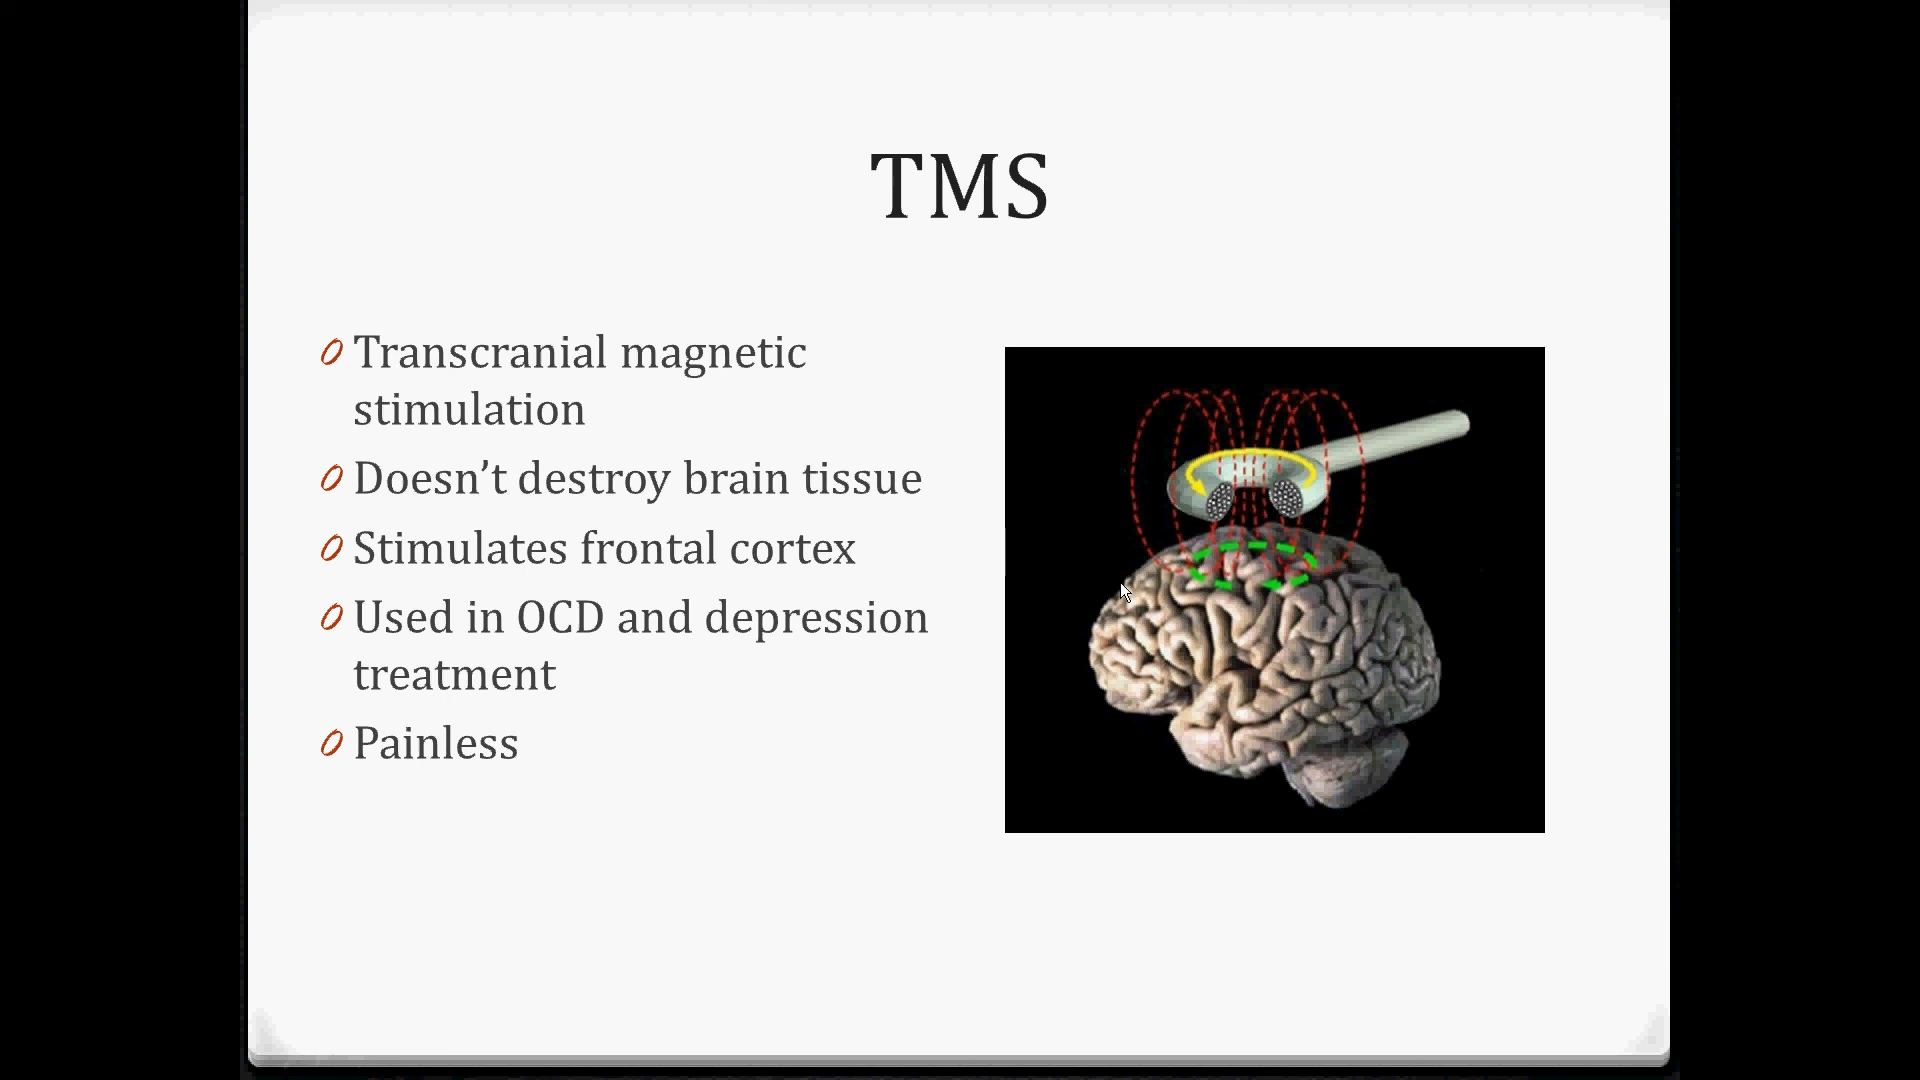 TMS
Transcranial magnetic
stimulation
Doesn’t destroy brain tissue
Stimulates frontal cortex
Used in OCD and depression
treatment
Painless